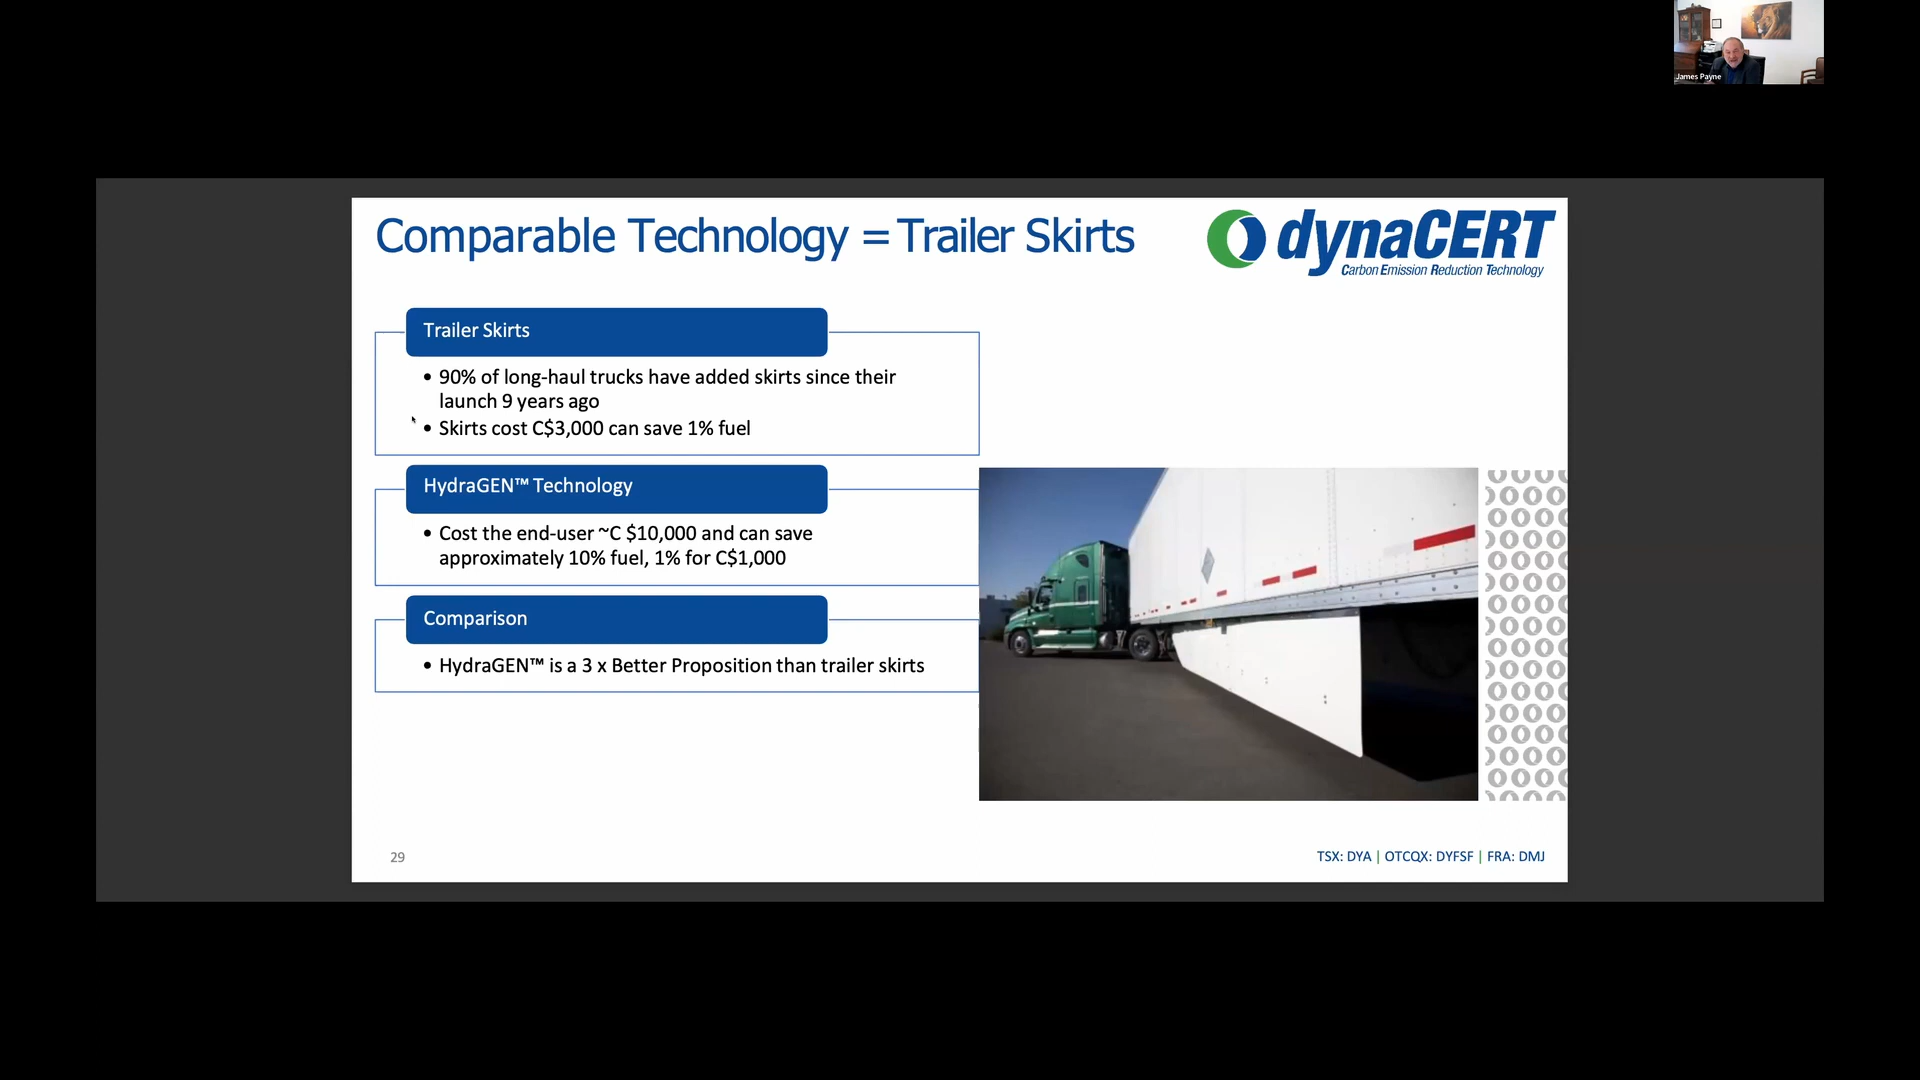 James Payne
Comparable Technology = Trailer Skirts
dynaCERT
Carbon Emission Reduction Technology
Trailer Skirts
• 90% of long-haul trucks have added skirts since their
launch 9 years ago
• Skirts cost C$3,000 can save 1% fuel
HydraGEN™ Technology
• Cost the end-user ~C $10,000 and can save
approximately 10% fuel, 1% for C$1,000
Comparison
• HydraGEN™ is a 3 x Better Proposition than trailer skirts
29
TSX: DYA | OTCQX: DYFSF | FRA: DMJ